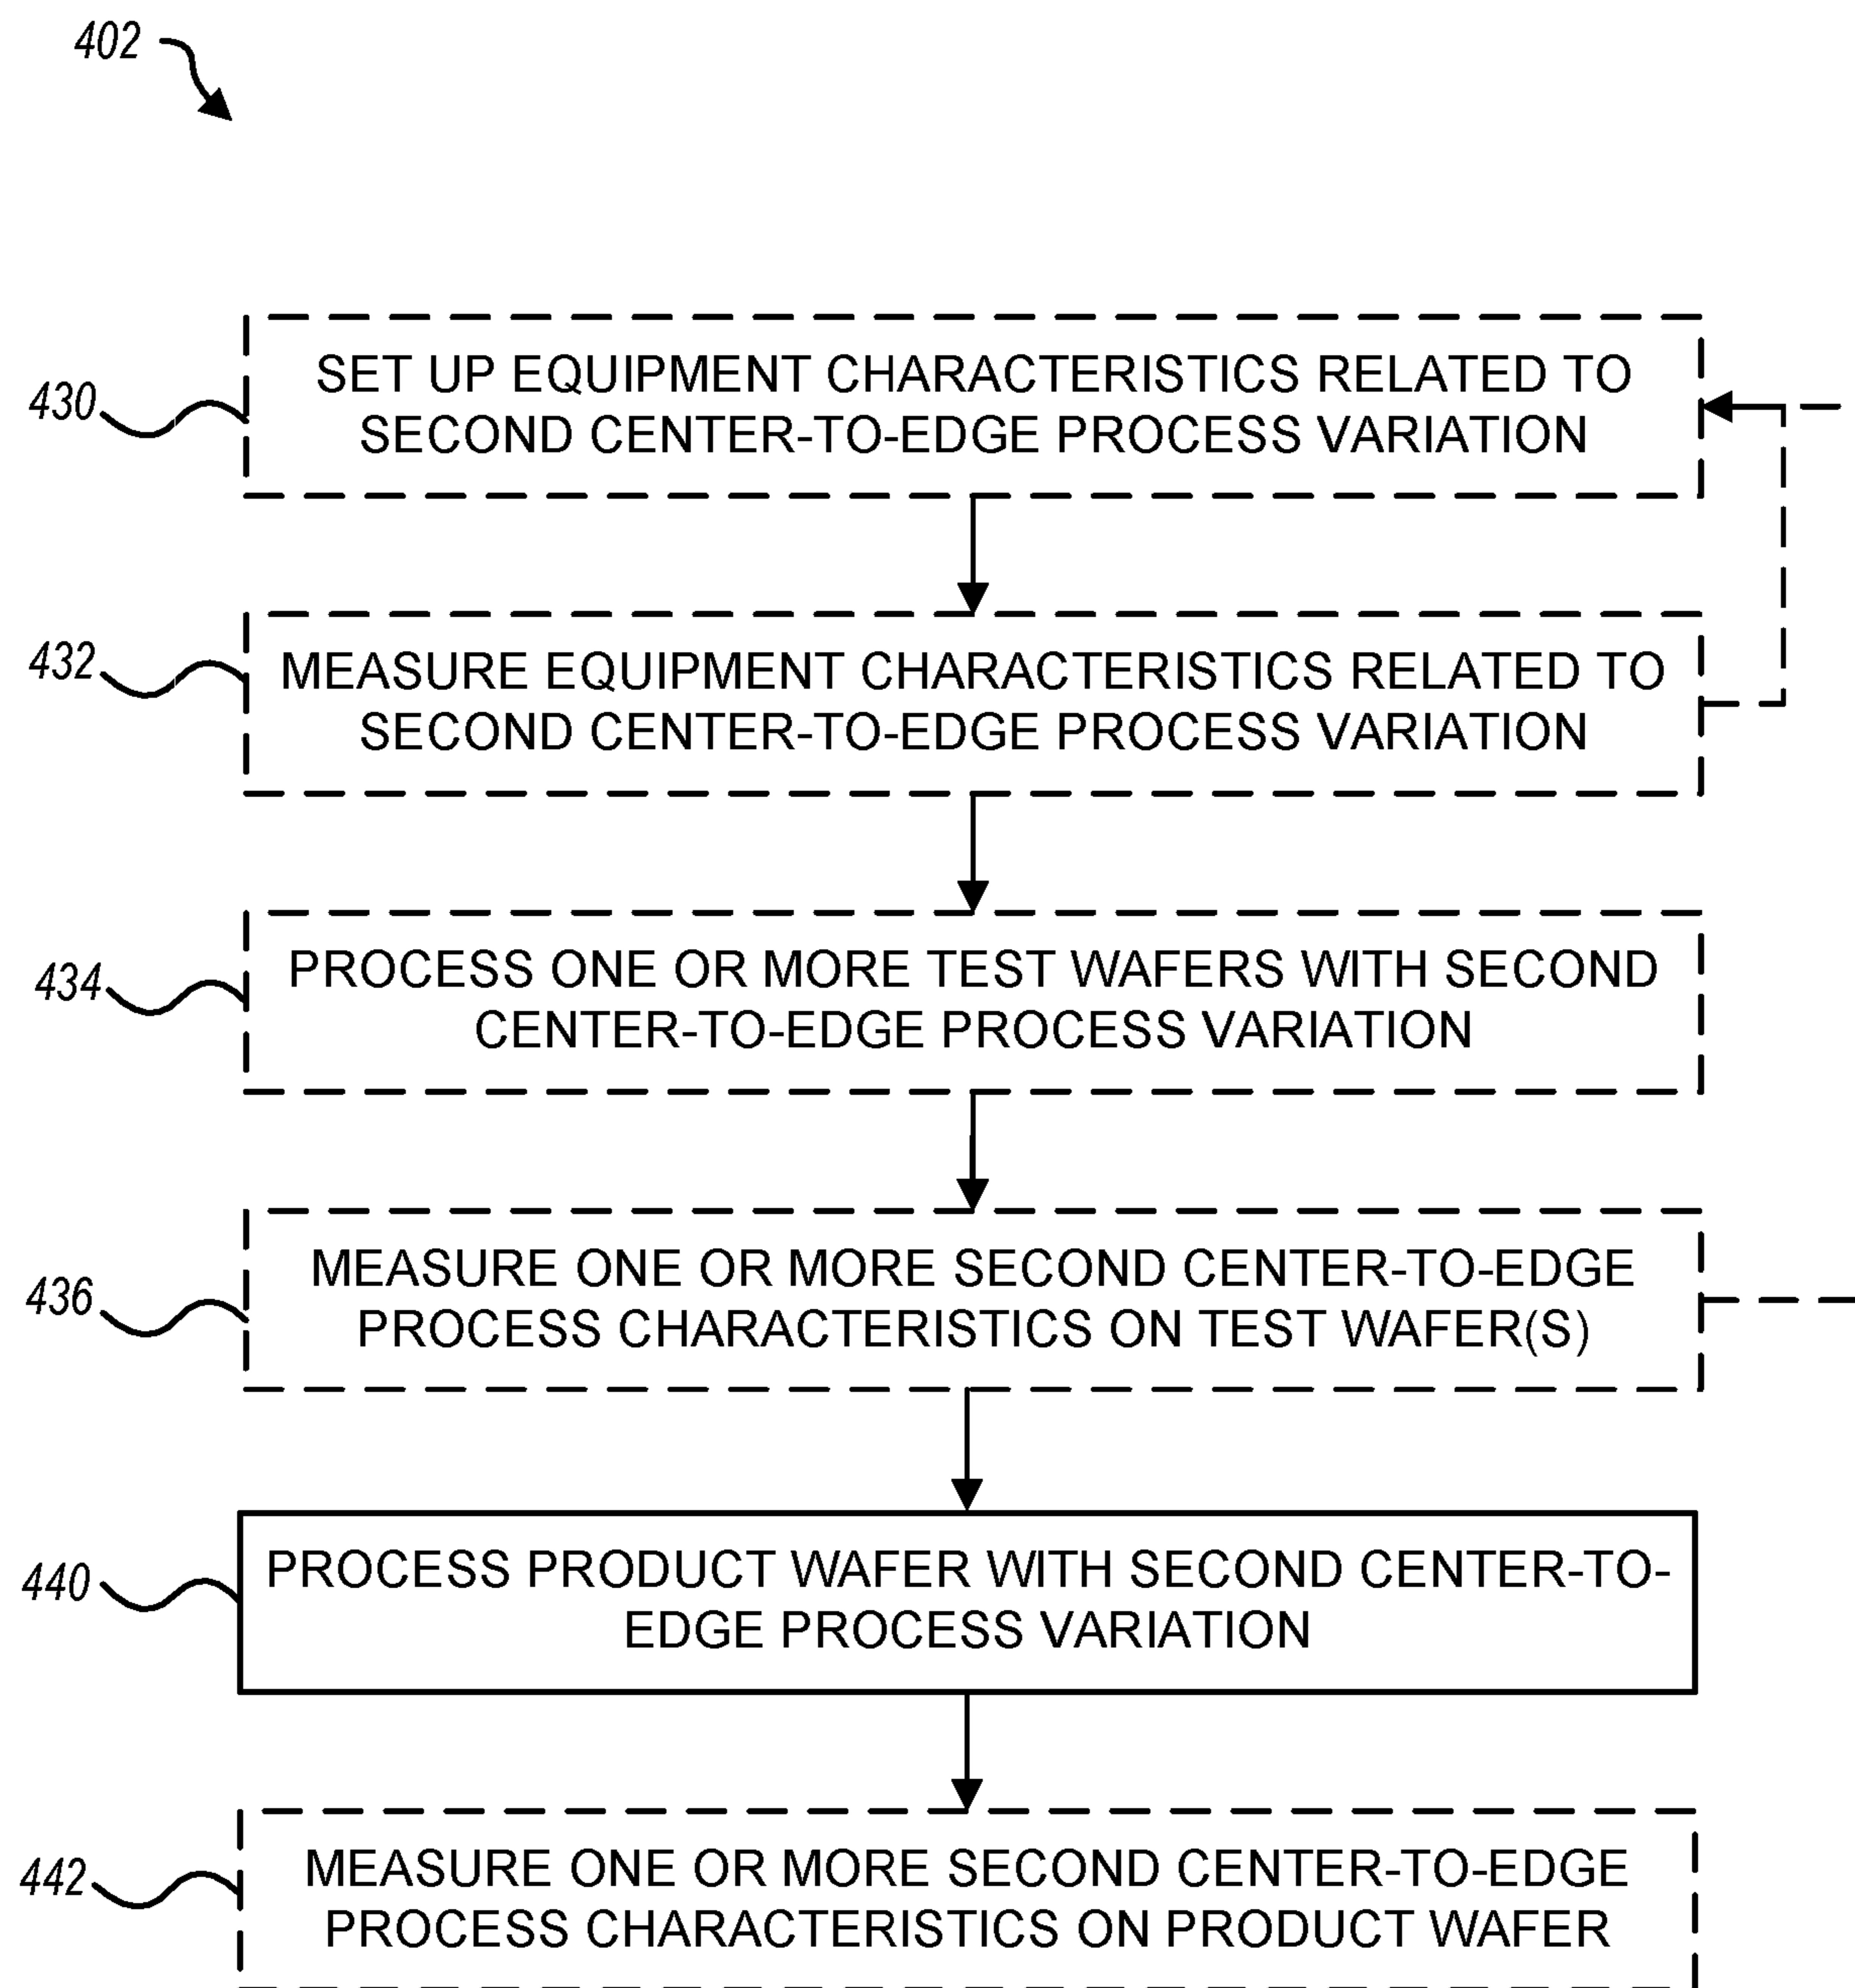 402
430
SET UP EQUIPMENT CHARACTERISTICS RELATED TO
SECOND CENTER-TO-EDGE PROCESS VARIATION
432
MEASURE EQUIPMENT CHARACTERISTICS RELATED TO
SECOND CENTER-TO-EDGE PROCESS VARIATION
434
PROCESS ONE OR MORE TEST WAFERS WITH SECOND
CENTER-TO-EDGE PROCESS VARIATION
436
MEASURE ONE OR MORE SECOND CENTER-TO-EDGE
PROCESS CHARACTERISTICS ON TEST WAFER(S)
440
PROCESS PRODUCT WAFER WITH SECOND CENTER-TO-
EDGE PROCESS VARIATION
442
MEASURE ONE OR MORE SECOND CENTER-TO-EDGE
PROCESS CHARACTERISTICS ON PRODUCT WAFER